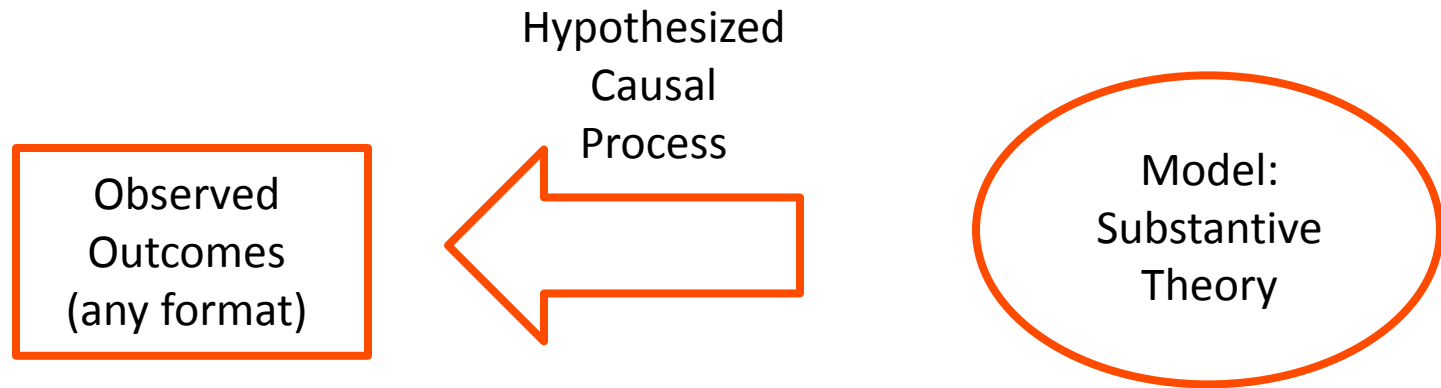 Hypothesized
Causal
Process
Observed
Outcomes
(any format)
Model:
Substantive
Theory